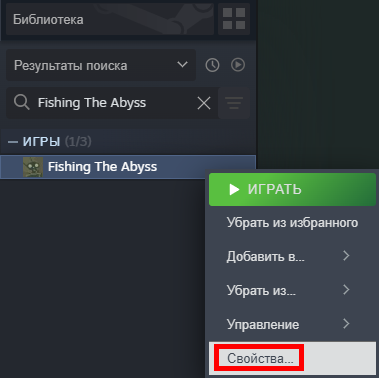 Библиотека
Результаты поиска
Fishing The Abyss
— ИГРЫ (1/3)
Fishing The Abyss
ИГРАТЬ
Убрать из избранного
Добавить в...
Убрать из...
Управление
Свойства...